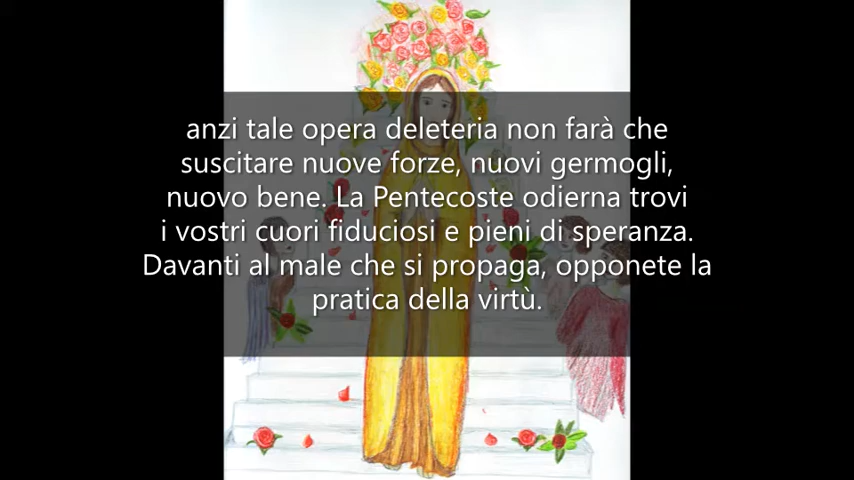 anzi tale opera deleteria non farà che
suscitare nuove forze, nuovi germogli,
nuovo bene. La Pentecoste odierna trovi
i vostri cuori fiduciosi e pieni di speranza.
Davanti al male che si propaga, opponete la
pratica della virtù.